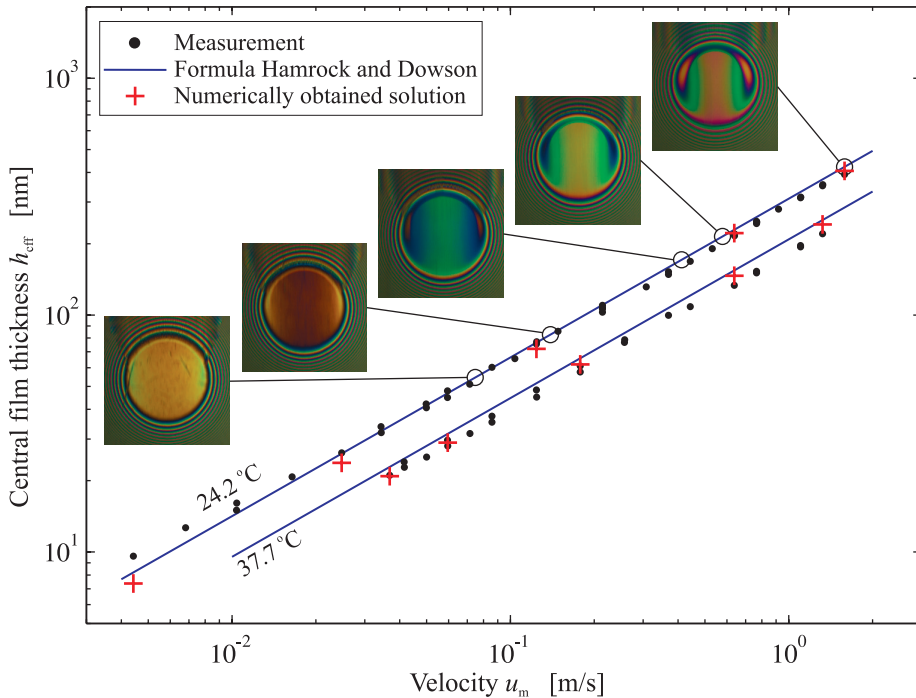 Measurement
Formula Hamrock and Dowson
Numerically obtained solution
Central film thickness h_cff [nm]
10³
10²
10¹
24.2 °C
37.7 °C
10⁻² 10⁻¹ 10⁰
Velocity u_m [m/s]